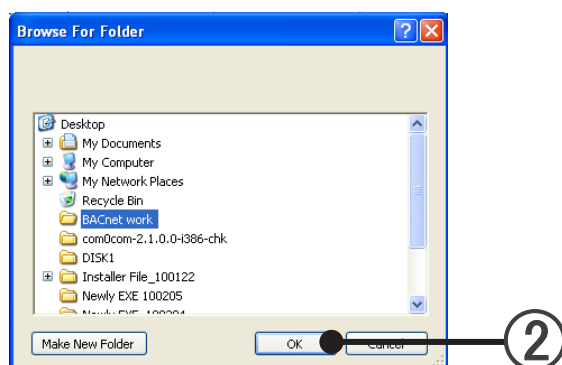 Browse For Folder
Desktop
My Documents
My Computer
My Network Places
Recycle Bin
BACnet work
com0com-2.1.0.0-i386-chk
DISK1
Installer File_100122
Newly EXE 100205
Make New Folder
OK
Cancel
2